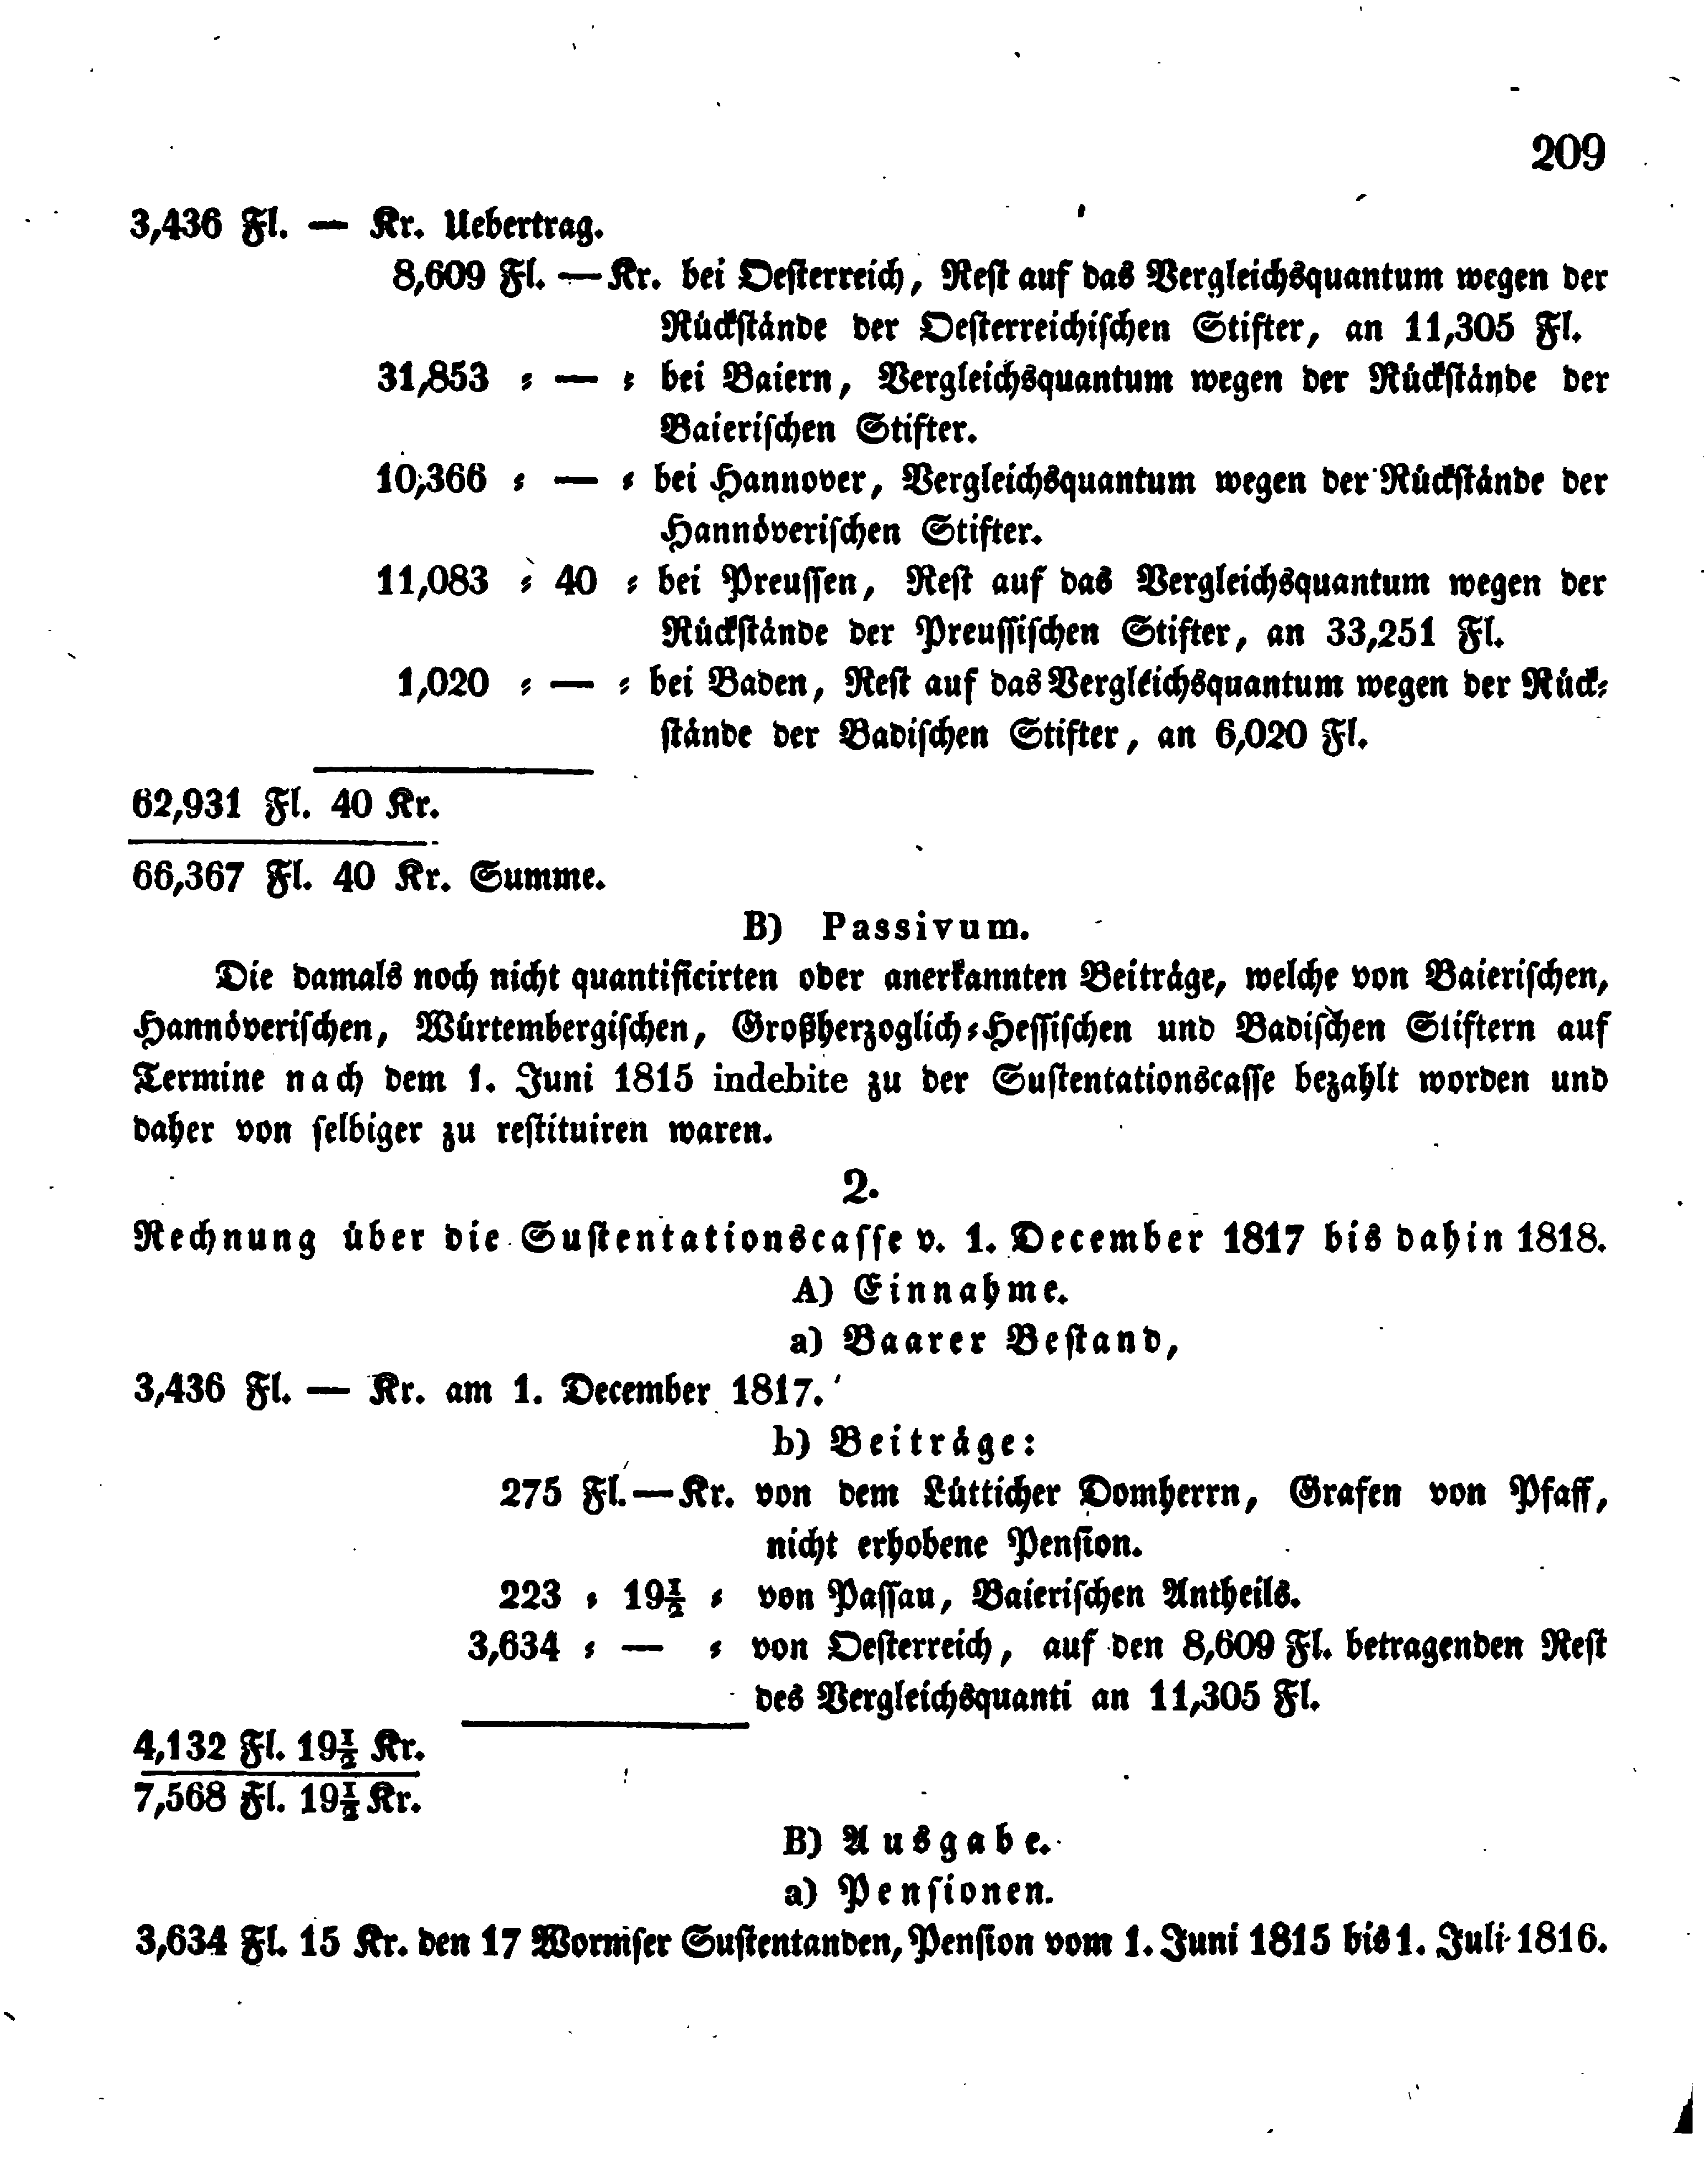 209
3,436 Fl. — Kr. Uebertrag.
8,609 Fl. — Kr. bei Oesterreich, Rest auf das Vergleichsquantum wegen der
Rückstände der Oesterreichischen Stifter, an 11,305 Fl.
31,853 ⸗ — ⸗ bei Baiern, Vergleichsquantum wegen der Rückstände der
Baierischen Stifter.
10,366 ⸗ — ⸗ bei Hannover, Vergleichsquantum wegen der Rückstände der
Hannöverischen Stifter.
11,083 ⸗ 40 ⸗ bei Preussen, Rest auf das Vergleichsquantum wegen der
Rückstände der Preussischen Stifter, an 33,251 Fl.
1,020 ⸗ — ⸗ bei Baden, Rest auf das Vergleichsquantum wegen der Rück⸗
stände der Badischen Stifter, an 6,020 Fl.
62,931 Fl. 40 Kr.
66,367 Fl. 40 Kr. Summe.
B) Passivum.
Die damals noch nicht quantificirten oder anerkannten Beiträge, welche von Baierischen,
Hannöverischen, Würtembergischen, Großherzoglich⸗Hessischen und Badischen Stiftern auf
Termine nach dem 1. Juni 1815 indebite zu der Sustentationscasse bezahlt worden und
daher von selbiger zu restituiren waren.
2.
Rechnung über die Sustentationscasse v. 1. December 1817 bis dahin 1818.
A) Einnahme.
a) Baarer Bestand,
3,436 Fl. — Kr. am 1. December 1817.
b) Beiträge:
275 Fl. — Kr. von dem Lütticher Domherrn, Grafen von Pfaff,
nicht erhobene Pension.
223 ⸗ 19½ ⸗ von Passau, Baierischen Antheils.
3,634 ⸗ — ⸗ von Oesterreich, auf den 8,609 Fl. betragenden Rest
des Vergleichsquanti an 11,305 Fl.
4,132 Fl. 19½ Kr.
7,568 Fl. 19½ Kr.
B) Ausgabe.
a) Pensionen.
3,634 Fl. 15 Kr. den 17 Wormser Sustentanden, Pension vom 1. Juni 1815 bis 1. Juli 1816.